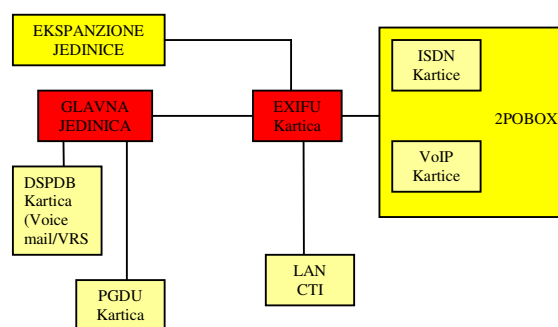 EKSPANZIONE
JEDINICE
GLAVNA
JEDINICA
EXIFU
Kartica
ISDN
Kartice
2POBOX
VoIP
Kartice
DSPDB
Kartica
(Voice
mail/VRS
PGDU
Kartica
LAN
CTI